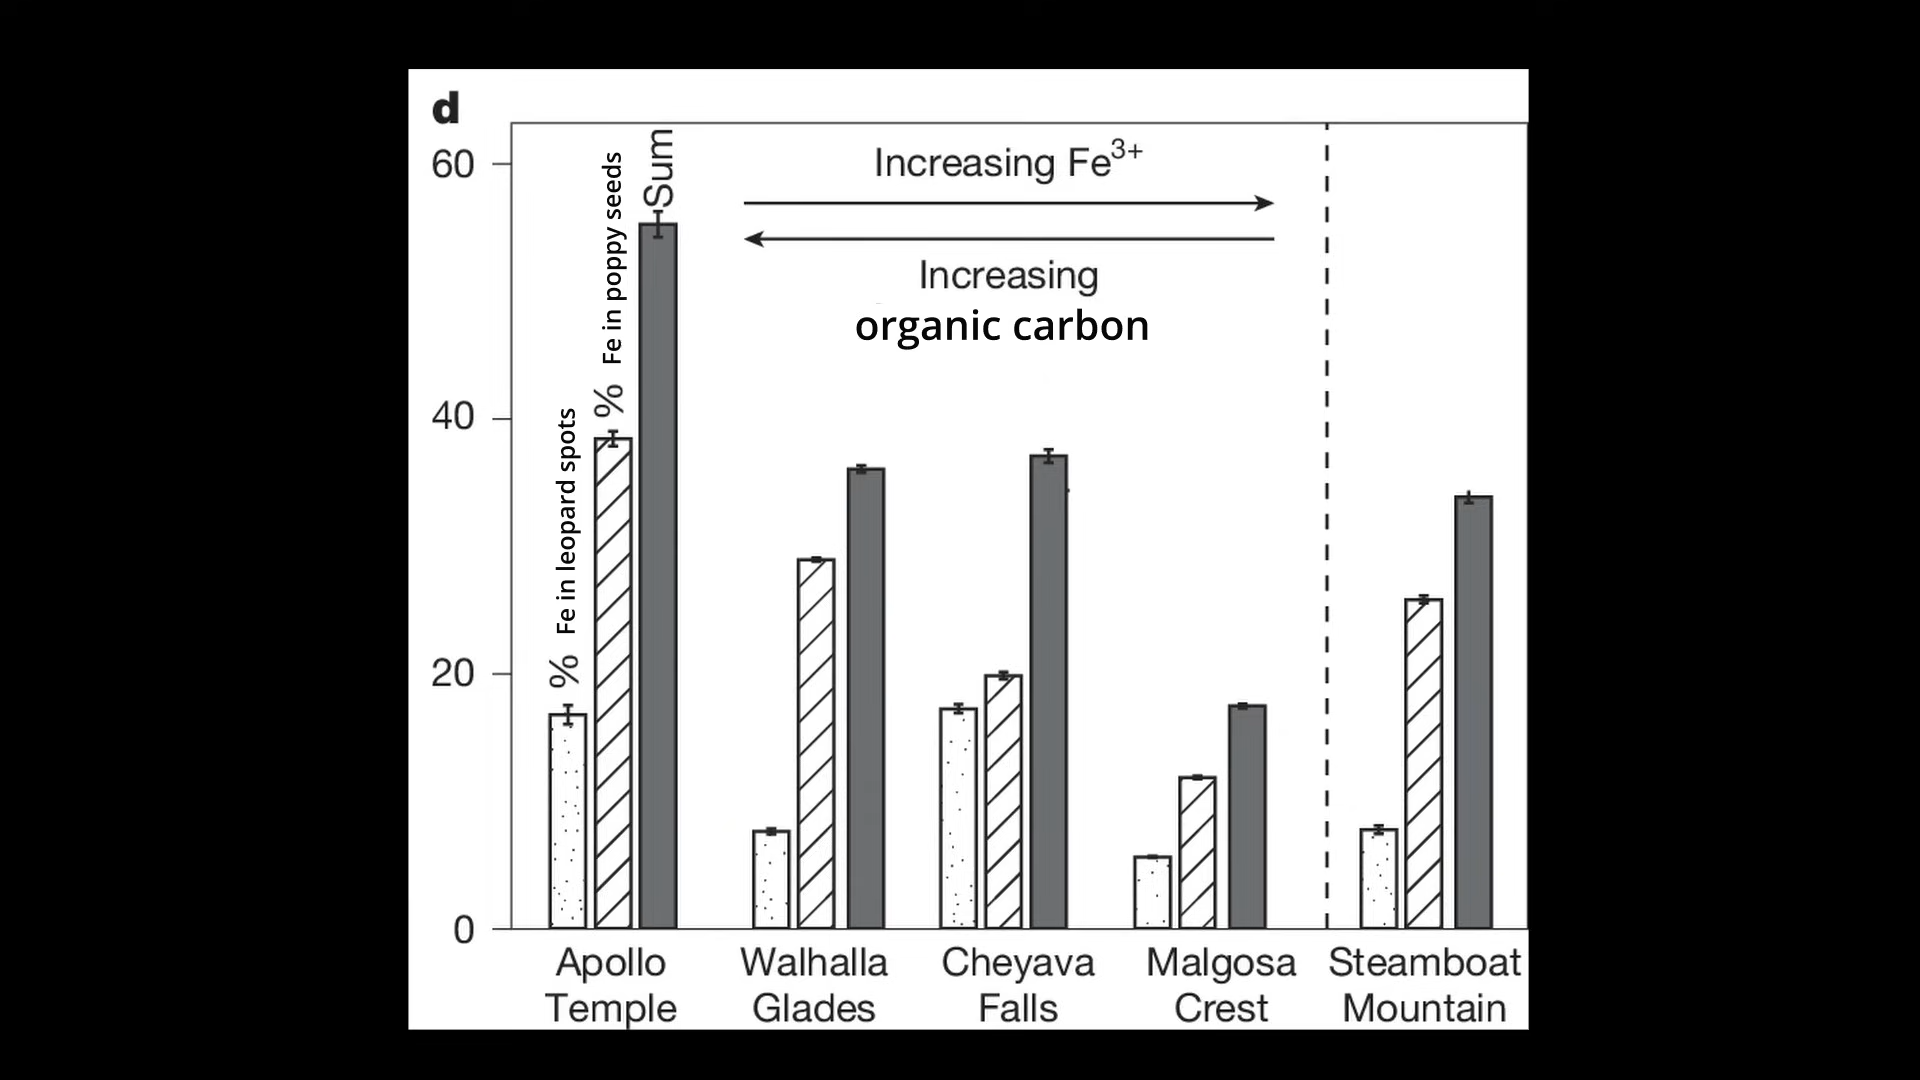 d
60
40
20
0
% Fe in leopard spots
% Fe in poppy seeds
Sum
Increasing Fe³⁺
Increasing
organic carbon
Apollo
Temple
Walhalla
Glades
Cheyava
Falls
Malgosa
Crest
Steamboat
Mountain